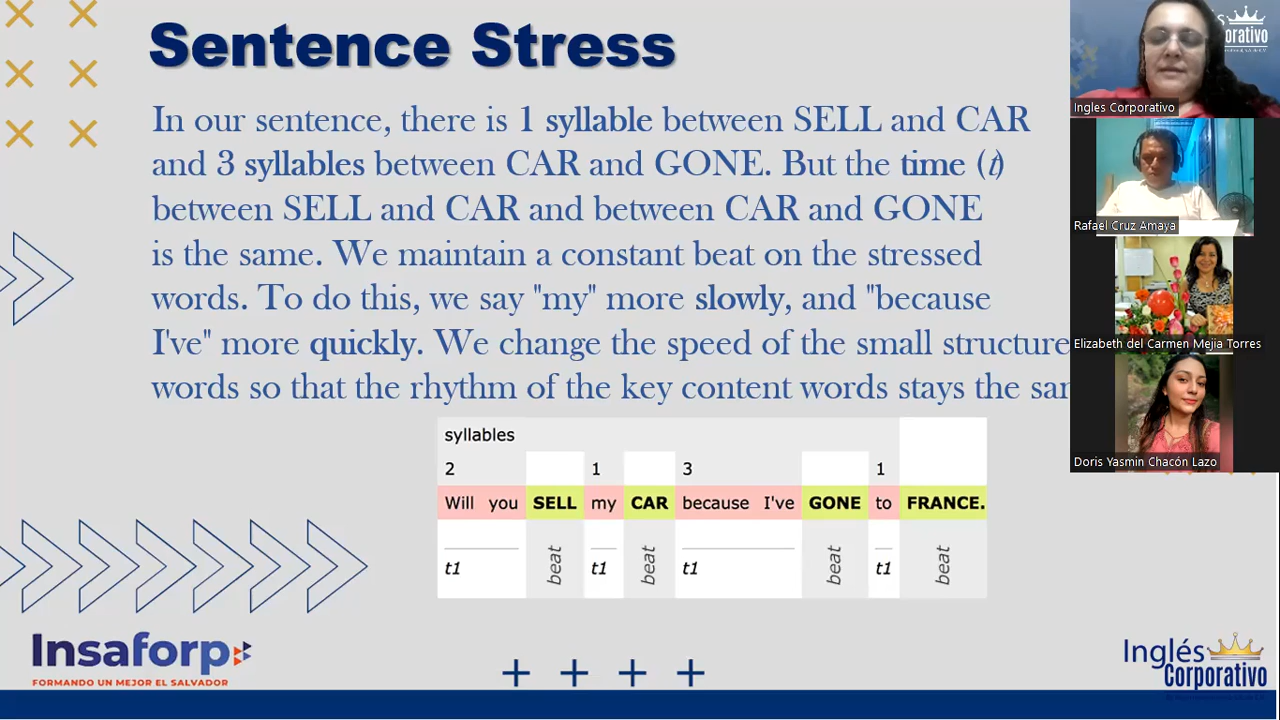 Sentence Stress
In our sentence, there is 1 syllable between SELL and CAR
and 3 syllables between CAR and GONE. But the time (t)
between SELL and CAR and between CAR and GONE
is the same. We maintain a constant beat on the stressed
words. To do this, we say "my" more slowly, and "because
I've" more quickly. We change the speed of the small structure
words so that the rhythm of the key content words stays the
syllables
2 1 3 1
Will you SELL my CAR because I've GONE to FRANCE.
t1 beat t1 beat t1 beat t1 beat
Insaforp
FORMANDO UN MEJOR EL SALVADOR
Inglés
Corporativo
Ingles Corporativo
Rafael Cruz Amaya
Elizabeth del Carmen Mejia Torres
Doris Yasmin Chacón Lazo